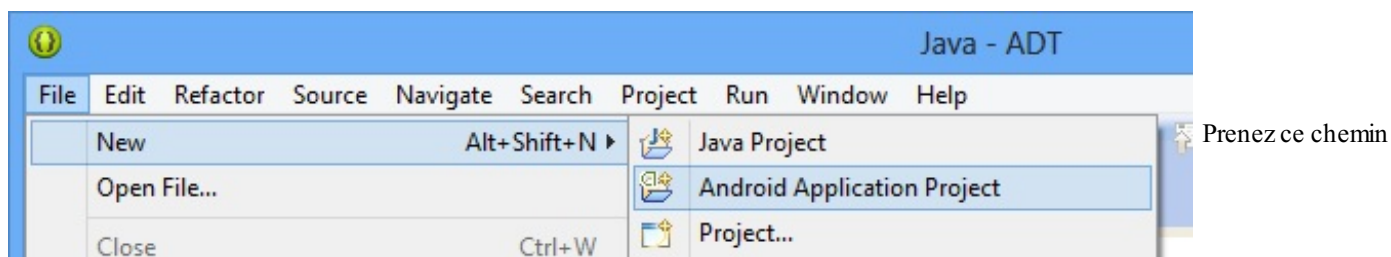 Java - ADT
File Edit Refactor Source Navigate Search Project Run Window Help
New Alt+Shift+N
Java Project
Prenez ce chemin
Open File...
Android Application Project
Close Ctrl+W
Project...